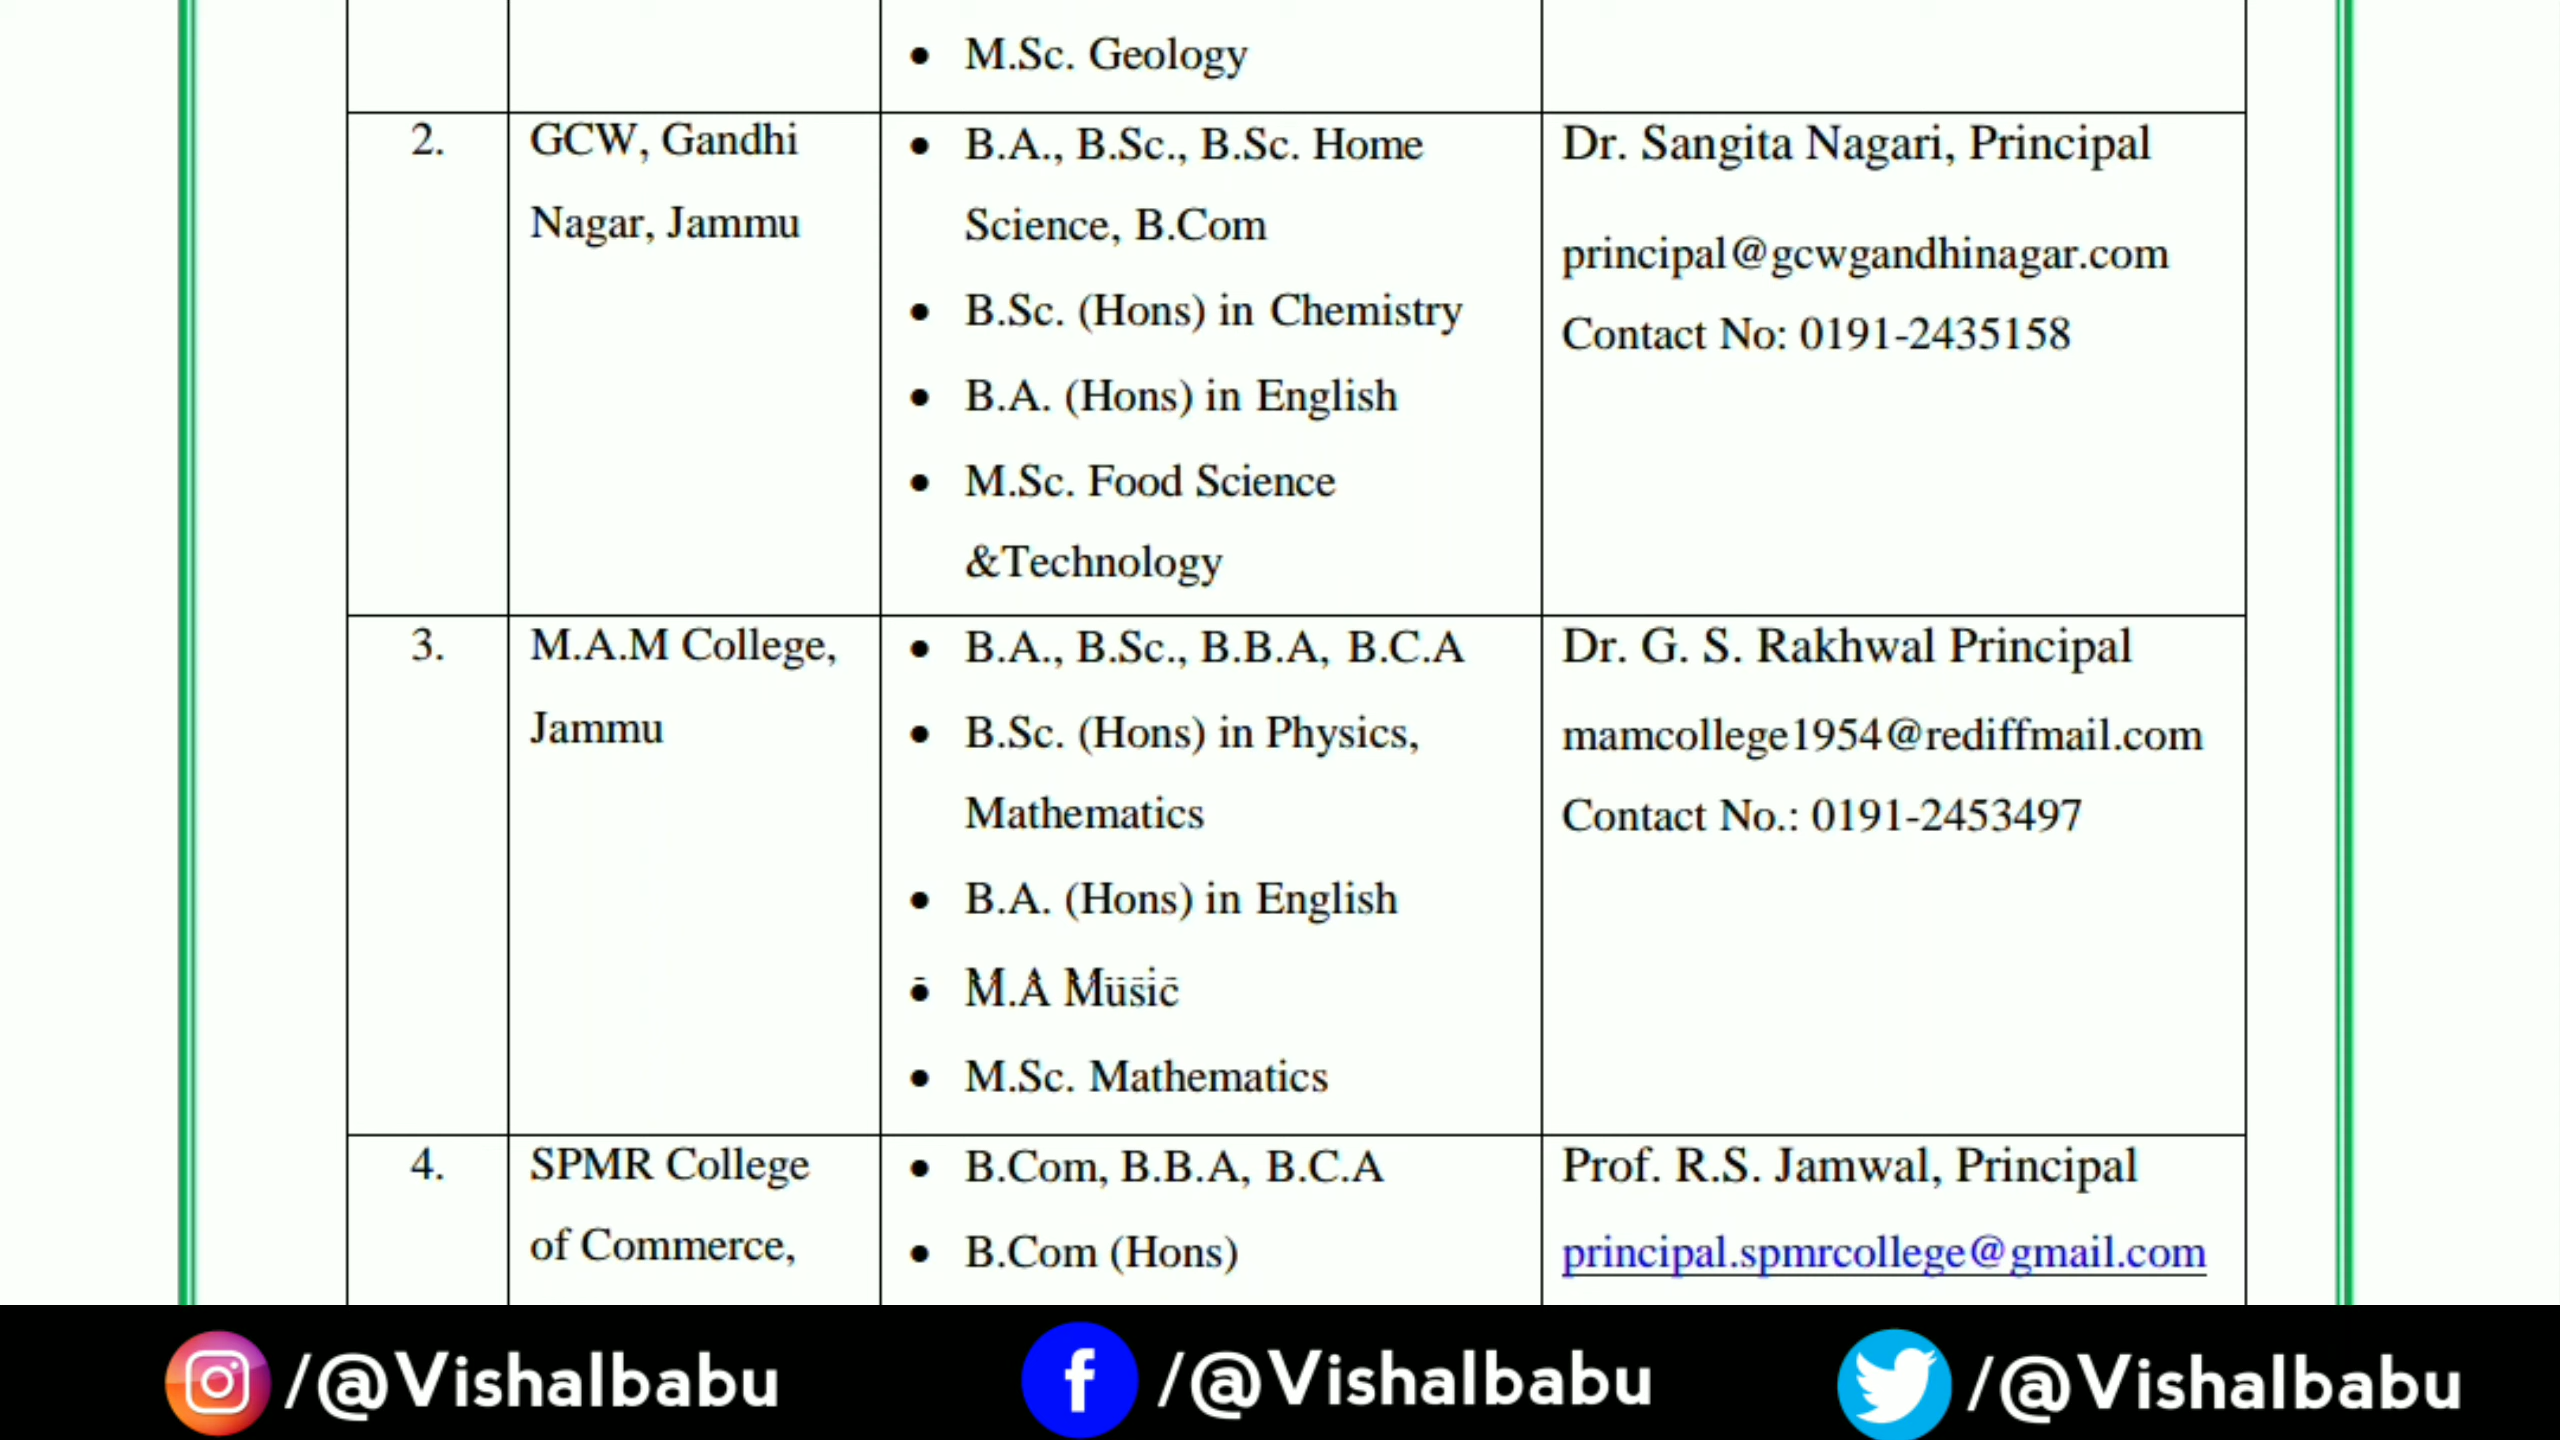 • M.Sc. Geology
2.
GCW, Gandhi
Nagar, Jammu
• B.A., B.Sc., B.Sc. Home
Science, B.Com
• B.Sc. (Hons) in Chemistry
• B.A. (Hons) in English
• M.Sc. Food Science
&Technology
Dr. Sangita Nagari, Principal
principal@gcwgandhinagar.com
Contact No: 0191-2435158
3.
M.A.M College,
Jammu
• B.A., B.Sc., B.B.A, B.C.A
• B.Sc. (Hons) in Physics,
Mathematics
• B.A. (Hons) in English
• M.A Music
• M.Sc. Mathematics
Dr. G. S. Rakhwal Principal
mamcollege1954@rediffmail.com
Contact No.: 0191-2453497
4.
SPMR College
of Commerce,
• B.Com, B.B.A, B.C.A
• B.Com (Hons)
Prof. R.S. Jamwal, Principal
principal.spmrcollege@gmail.com
/@Vishalbabu
/@Vishalbabu
/@Vishalbabu